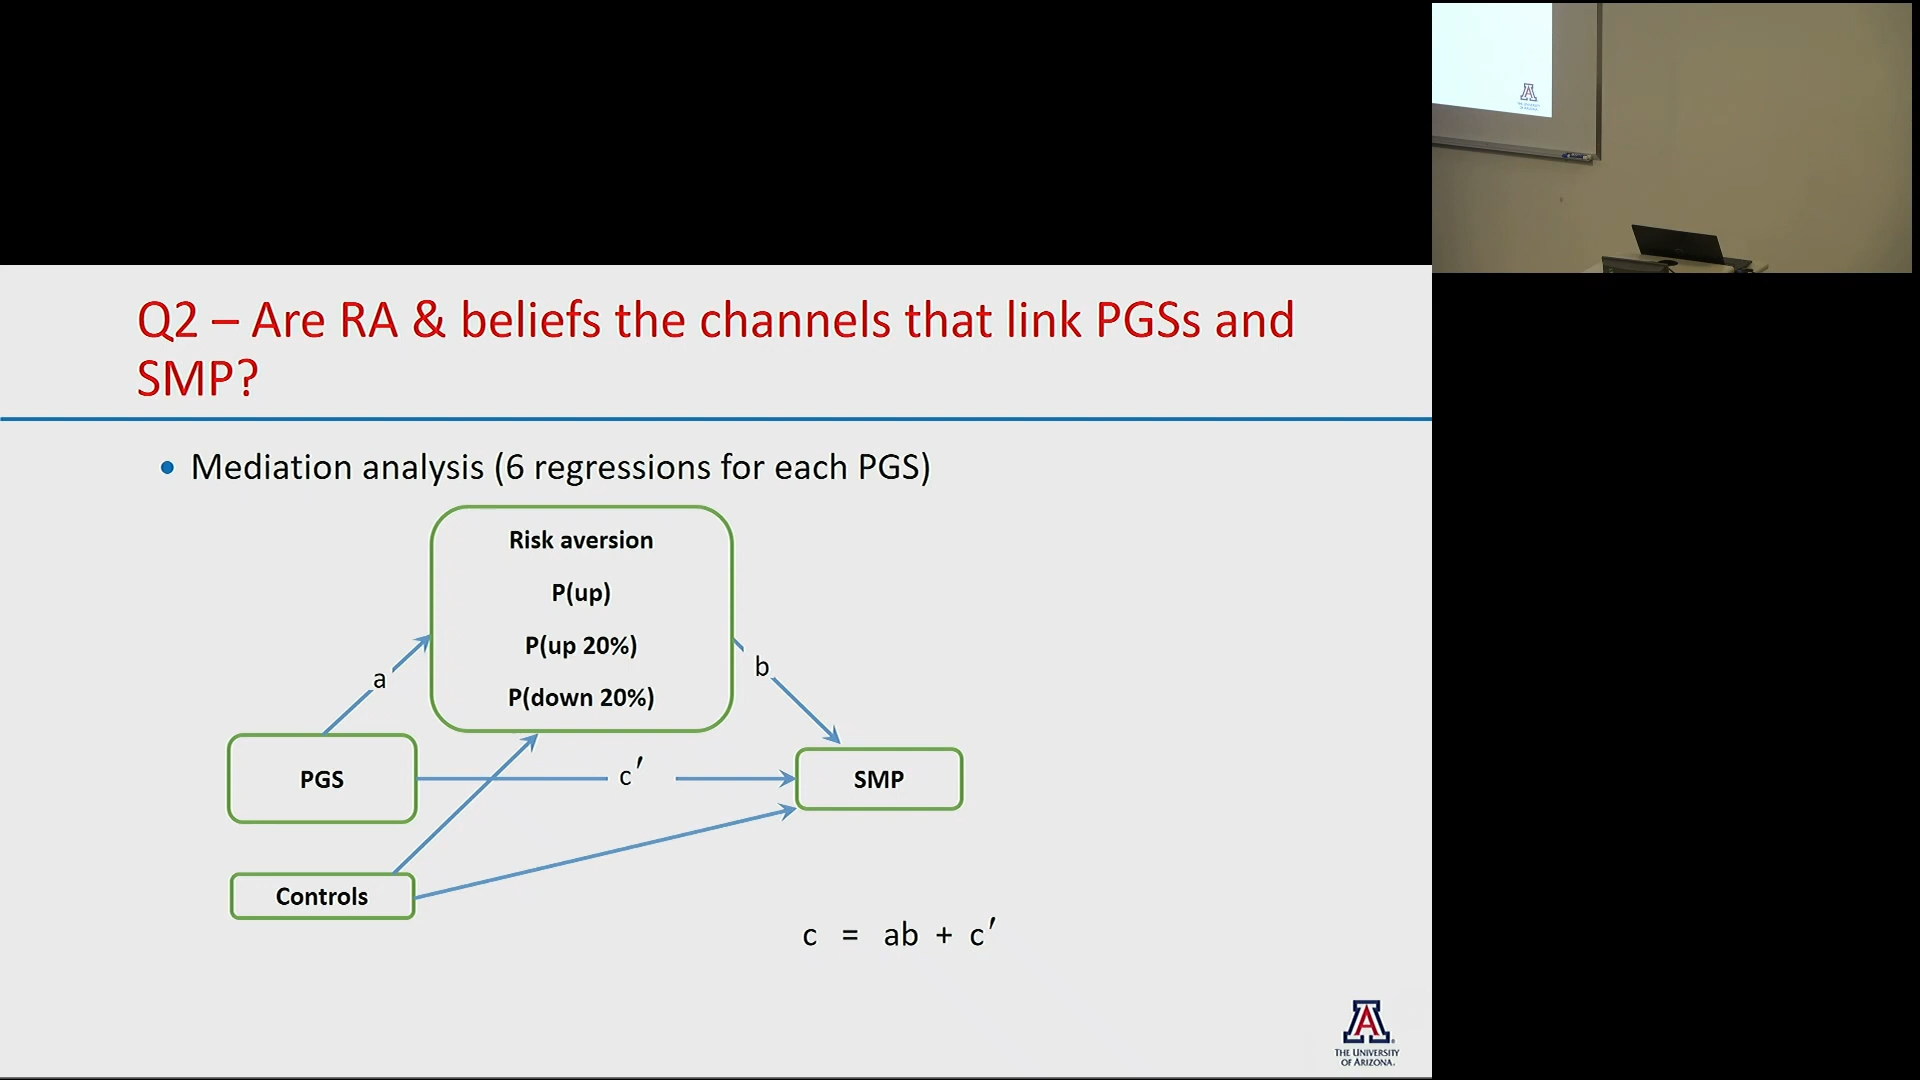 Q2 – Are RA & beliefs the channels that link PGSs and
SMP?
• Mediation analysis (6 regressions for each PGS)
Risk aversion
P(up)
P(up 20%)
P(down 20%)
a
b
PGS
c′
SMP
Controls
c = ab + c′
A
THE UNIVERSITY
OF ARIZONA.